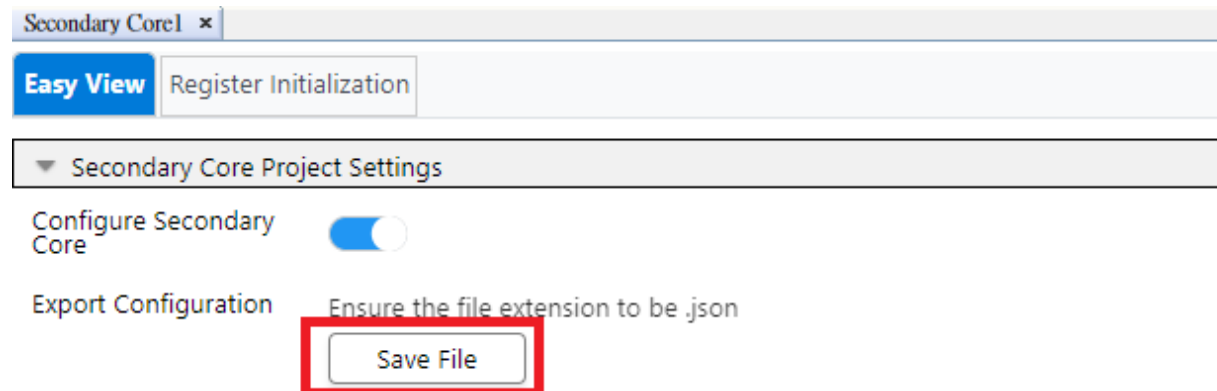 Secondary Core1 ×
Easy View Register Initialization
Secondary Core Project Settings
Configure Secondary
Core
Export Configuration Ensure the file extension to be .json
Save File